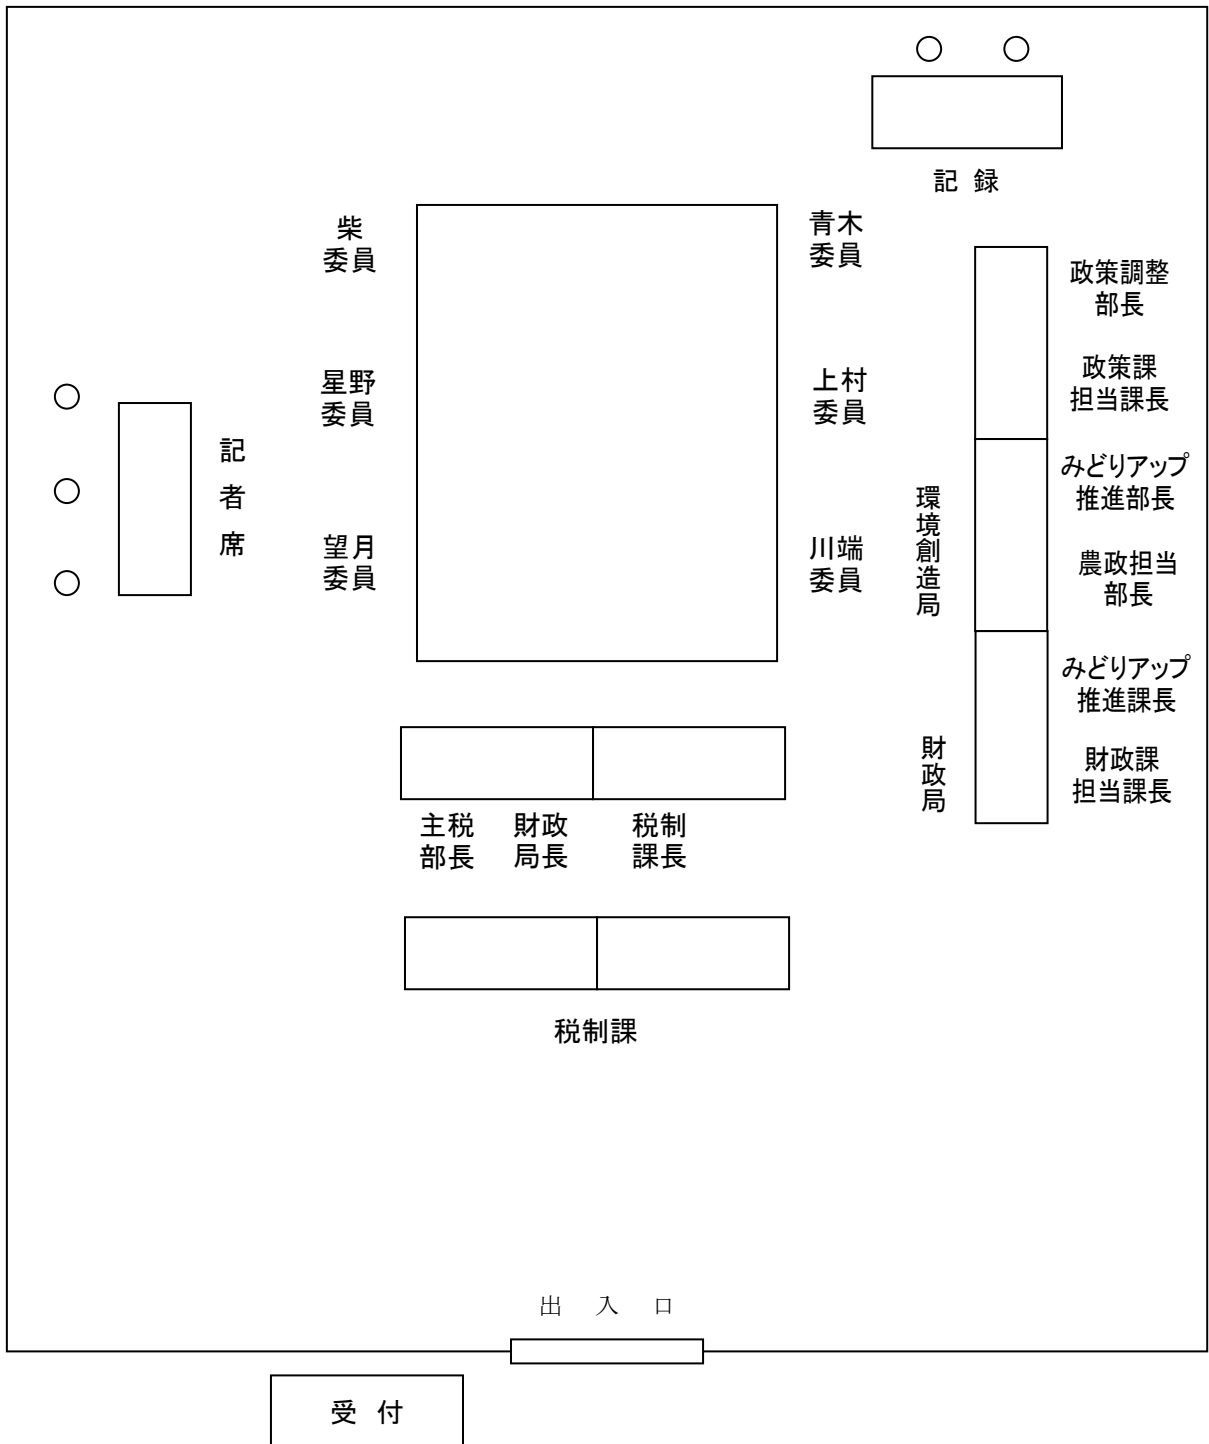 記 録
柴
委員
青木
委員
政策調整
部長
政策課
担当課長
星野
委員
上村
委員
記者席
みどりアップ
推進部長
環境創造局
望月
委員
川端
委員
農政担当
部長
みどりアップ
推進課長
財政局
財政課
担当課長
主税
部長
財政
局長
税制
課長
税制課
出 入 口
受 付